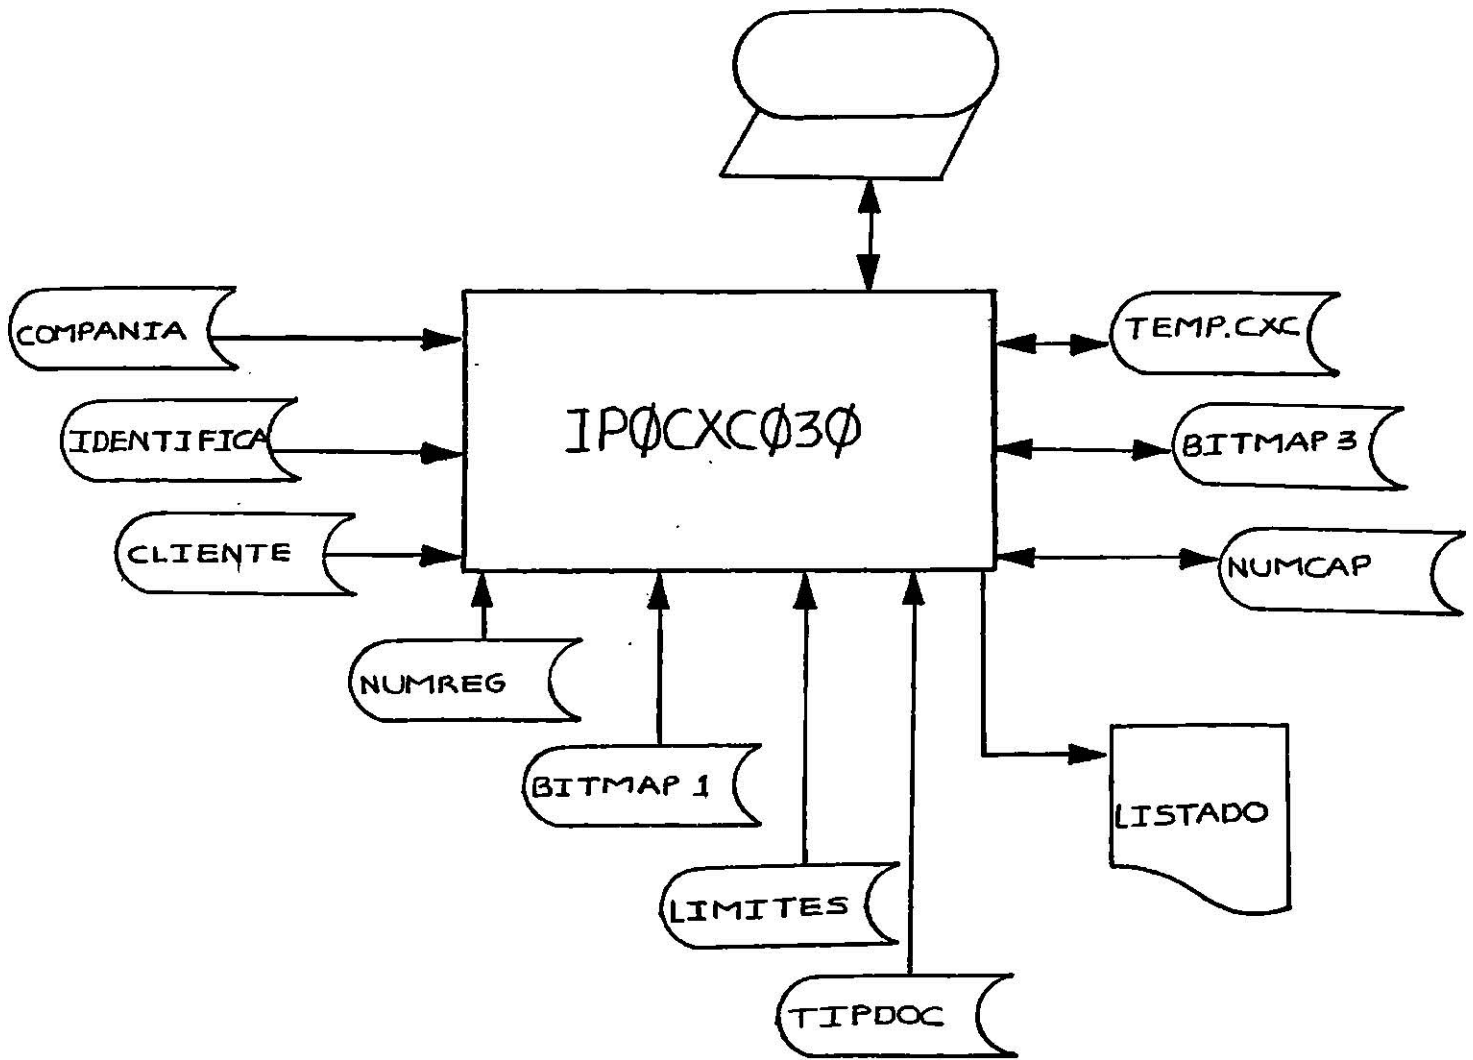 COMPANIA
TEMP.CXC
IDENTIFICA
IPØCXCØ3Ø
BITMAP 3
CLIENTE
NUMCAP
NUMREG
BITMAP 1
LISTADO
LIMITES
TIPDOC